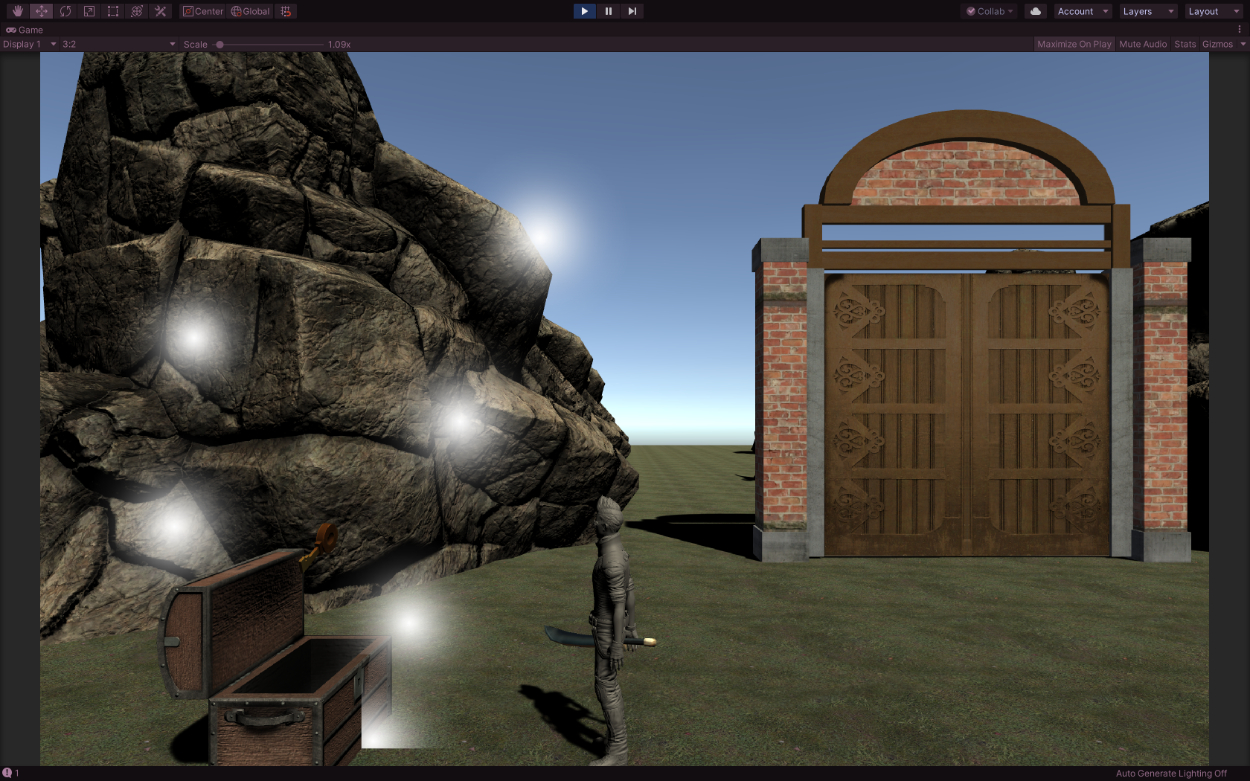 Center Global Collab Account Layers Layout
Game
Display 1 3:2 Scale 1.09x Maximize On Play Mute Audio Stats Gizmos
1 Auto Generate Lighting Off